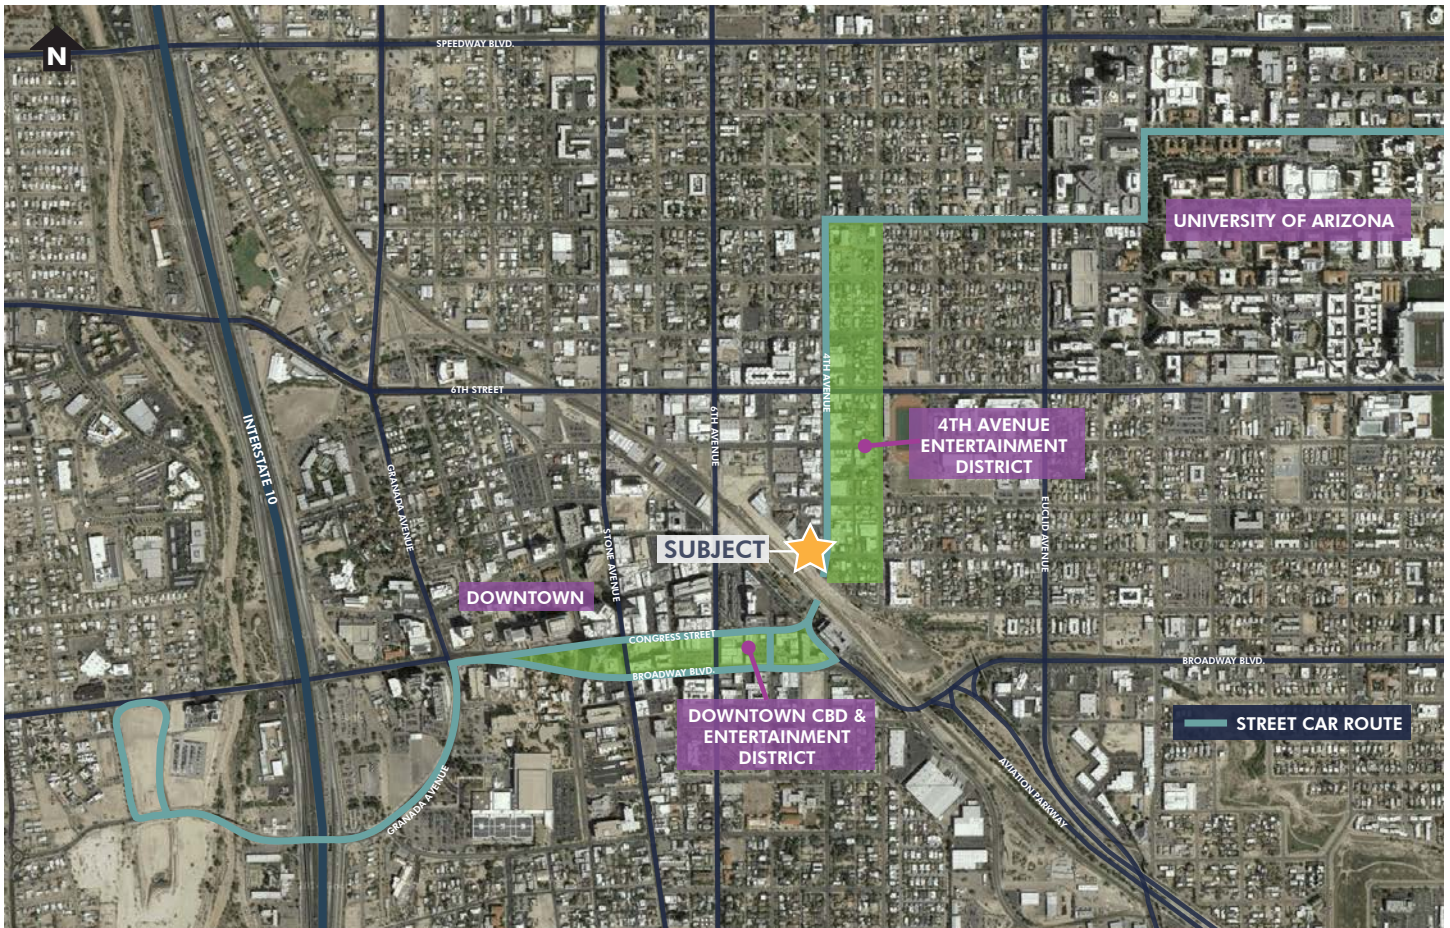 N
SPEEDWAY BLVD.
UNIVERSITY OF ARIZONA
4TH AVENUE
6TH STREET
6TH AVENUE
4TH AVENUE
ENTERTAINMENT
DISTRICT
INTERSTATE 10
GRANADA AVENUE
STONE AVENUE
EUCLID AVENUE
SUBJECT
DOWNTOWN
CONGRESS STREET
BROADWAY BLVD.
BROADWAY BLVD.
DOWNTOWN CBD &
ENTERTAINMENT
DISTRICT
STREET CAR ROUTE
GRANADA AVENUE
AVIATION PARKWAY